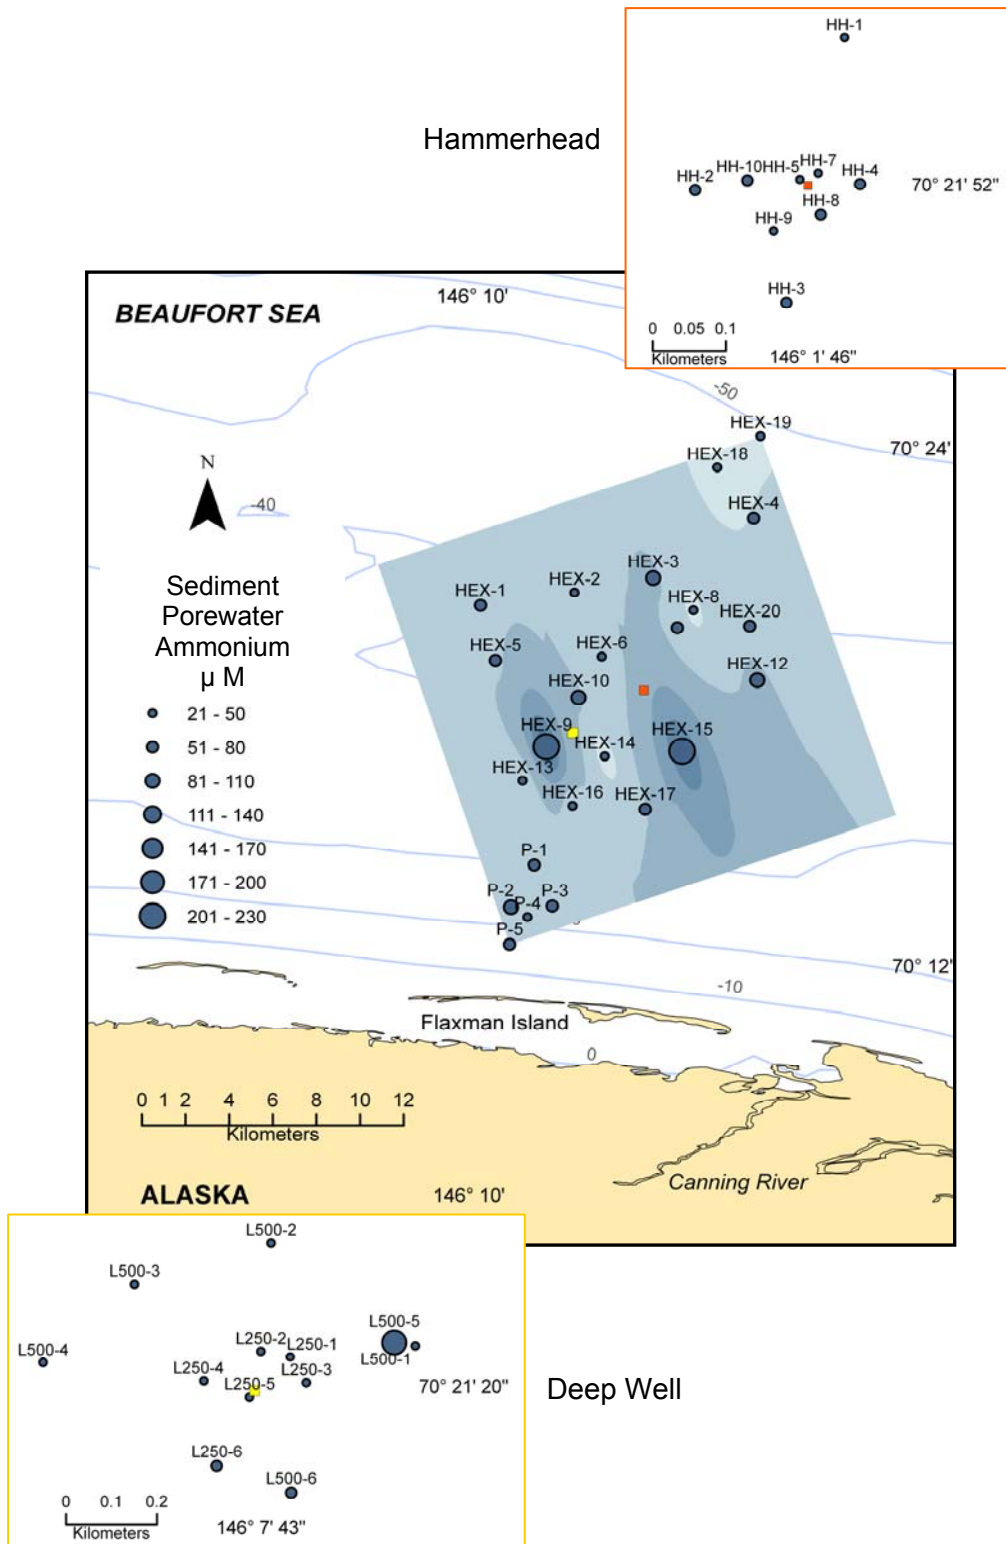 Hammerhead
HH-1
HH-10
HH-5
HH-7
HH-2
HH-4
70° 21' 52"
HH-8
HH-9
HH-3
0 0.05 0.1
Kilometers
146° 1' 46"
BEAUFORT SEA
146° 10'
-50
HEX-19
70° 24'
HEX-18
N
-40
HEX-4
HEX-3
Sediment
Porewater
Ammonium
µ M
21 - 50
51 - 80
81 - 110
111 - 140
141 - 170
171 - 200
201 - 230
HEX-1
HEX-2
HEX-8
HEX-20
HEX-5
HEX-6
HEX-12
HEX-10
HEX-9
HEX-15
HEX-14
HEX-13
HEX-16
HEX-17
P-1
P-2
P-3
P-4
P-5
70° 12'
-10
Flaxman Island
0
0 1 2 4 6 8 10 12
Kilometers
Canning River
ALASKA
146° 10'
L500-2
L500-3
L500-5
L250-2
L250-1
L500-4
L500-1
L250-4
L250-3
L250-5
70° 21' 20"
Deep Well
L250-6
L500-6
0 0.1 0.2
Kilometers
146° 7' 43"